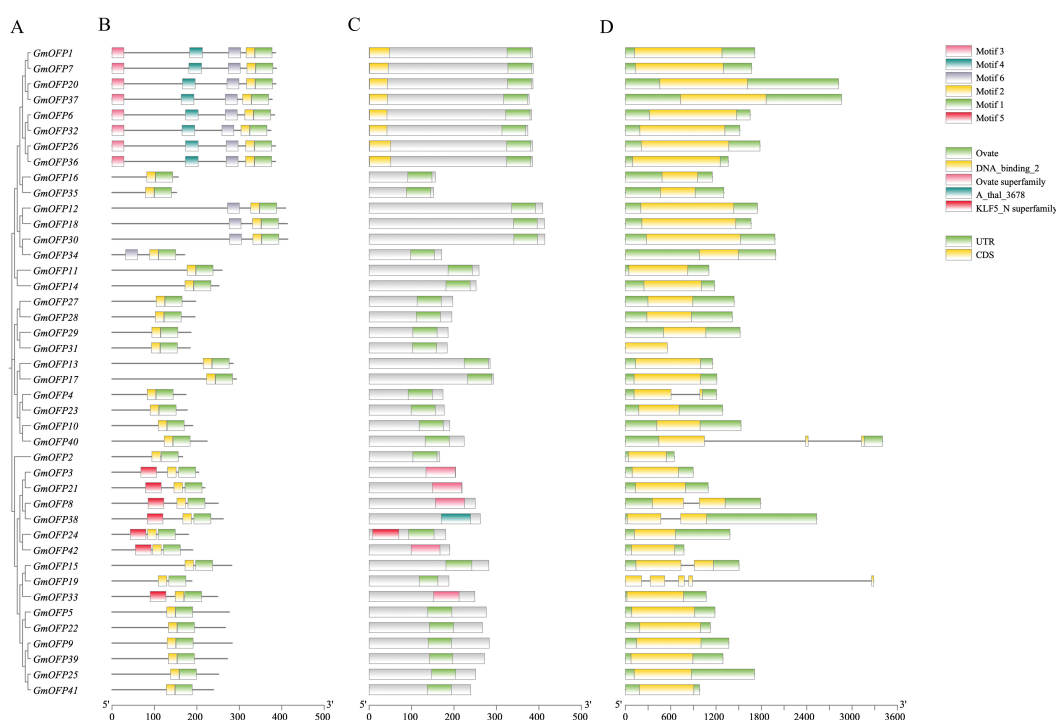 A
B
C
D
GmOFP1
GmOFP7
GmOFP20
GmOFP37
GmOFP6
GmOFP32
GmOFP26
GmOFP36
GmOFP16
GmOFP35
GmOFP12
GmOFP18
GmOFP30
GmOFP34
GmOFP11
GmOFP14
GmOFP27
GmOFP28
GmOFP29
GmOFP31
GmOFP13
GmOFP17
GmOFP4
GmOFP23
GmOFP10
GmOFP40
GmOFP2
GmOFP3
GmOFP21
GmOFP8
GmOFP38
GmOFP24
GmOFP42
GmOFP15
GmOFP19
GmOFP33
GmOFP5
GmOFP22
GmOFP9
GmOFP39
GmOFP25
GmOFP41
5' 3' 5' 3' 5' 3'
0 100 200 300 400 500 0 100 200 300 400 500 0 600 1200 1800 2400 3000 3600
Motif 3
Motif 4
Motif 6
Motif 2
Motif 1
Motif 5
Ovate
DNA_binding_2
Ovate superfamily
A_thal_3678
KLF5_N superfamily
UTR
CDS